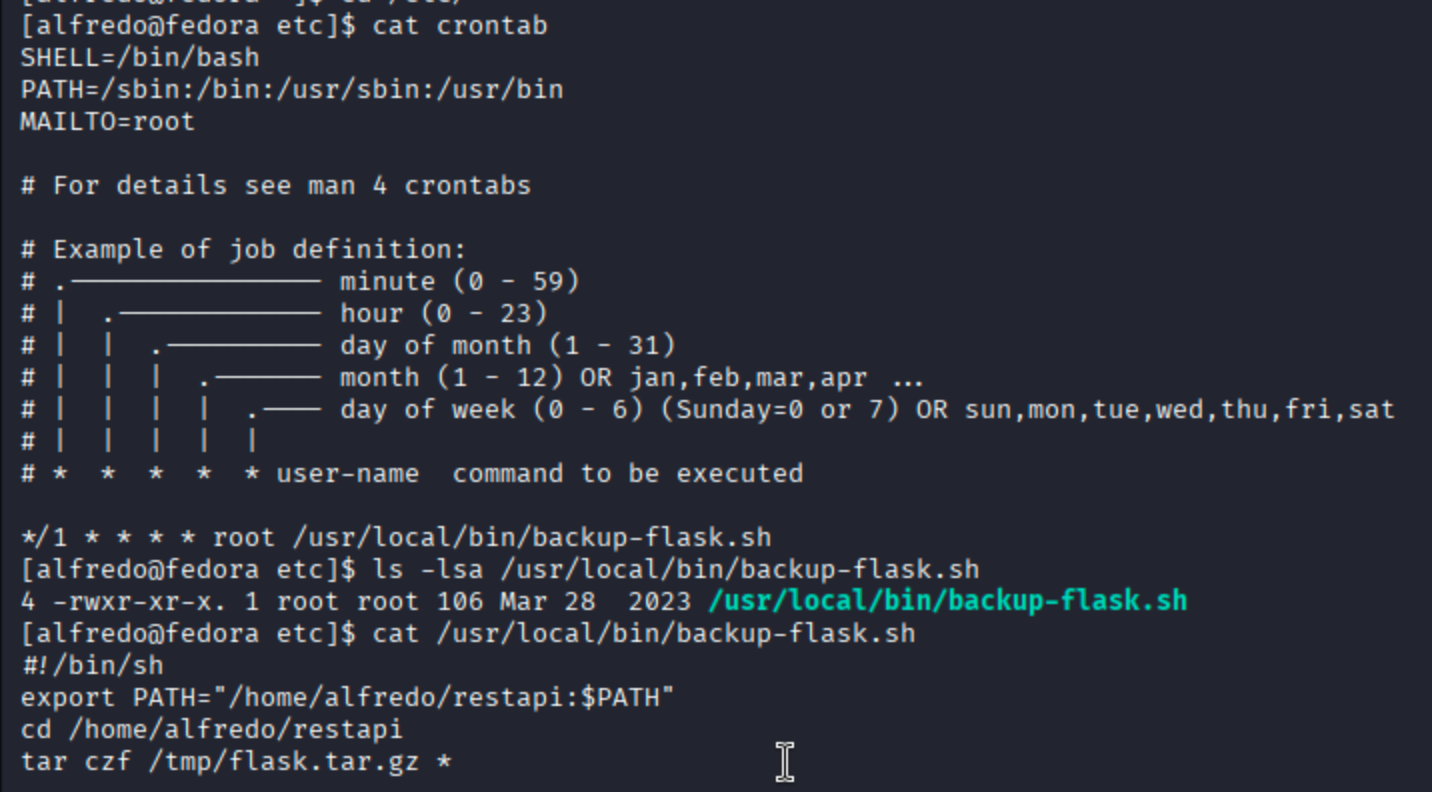 [alfredo@fedora ~]$ cd /etc/
[alfredo@fedora etc]$ cat crontab
SHELL=/bin/bash
PATH=/sbin:/bin:/usr/sbin:/usr/bin
MAILTO=root
# For details see man 4 crontabs
# Example of job definition:
# .---------------- minute (0 - 59)
# |  .------------- hour (0 - 23)
# |  |  .---------- day of month (1 - 31)
# |  |  |  .------- month (1 - 12) OR jan,feb,mar,apr ...
# |  |  |  |  .---- day of week (0 - 6) (Sunday=0 or 7) OR sun,mon,tue,wed,thu,fri,sat
# |  |  |  |  |
# *  *  *  *  * user-name  command to be executed
*/1 * * * * root /usr/local/bin/backup-flask.sh
[alfredo@fedora etc]$ ls -lsa /usr/local/bin/backup-flask.sh
4 -rwxr-xr-x. 1 root root 106 Mar 28  2023 /usr/local/bin/backup-flask.sh
[alfredo@fedora etc]$ cat /usr/local/bin/backup-flask.sh
#!/bin/sh
export PATH="/home/alfredo/restapi:$PATH"
cd /home/alfredo/restapi
tar czf /tmp/flask.tar.gz *